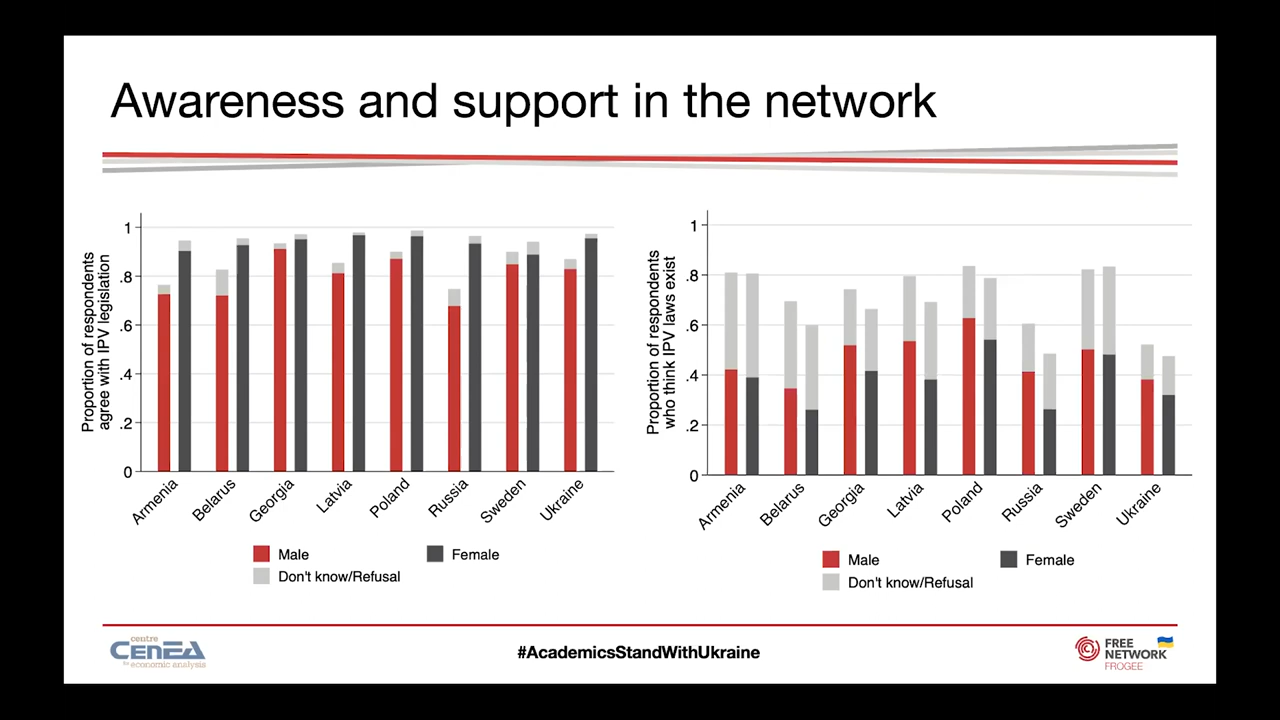 Awareness and support in the network
Proportion of respondents
agree with IPV legislation
1
.8
.6
.4
.2
0
Armenia
Belarus
Georgia
Latvia
Poland
Russia
Sweden
Ukraine
Male
Female
Don't know/Refusal
Proportion of respondents
who think IPV laws exist
1
.8
.6
.4
.2
0
Armenia
Belarus
Georgia
Latvia
Poland
Russia
Sweden
Ukraine
Male
Female
Don't know/Refusal
centre
CENEA
for economic analysis
#AcademicsStandWithUkraine
FREE
NETWORK
FROGEE